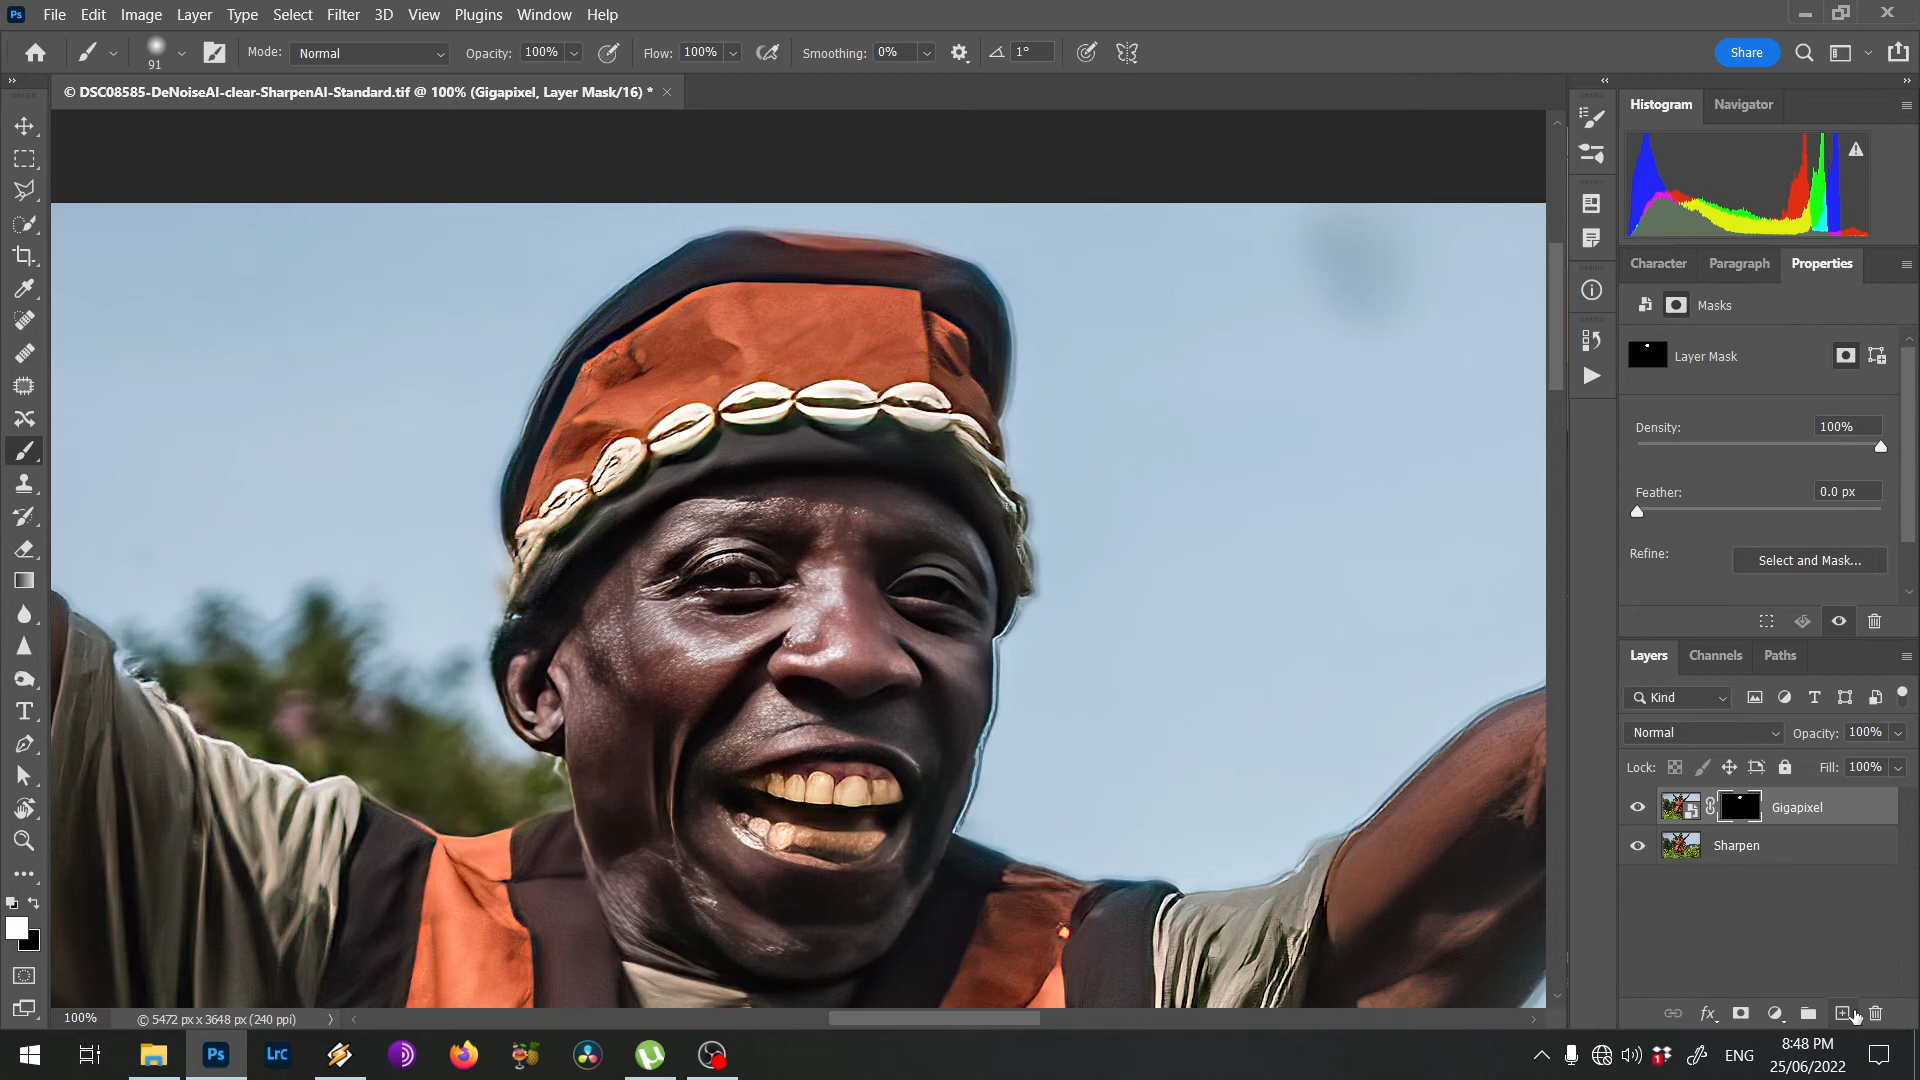 Ps File Edit Image Layer Type Select Filter 3D View Plugins Window Help
91 Mode: Normal Opacity: 100% Flow: 100% Smoothing: 0% 1° Share
© DSC08585-DeNoiseAI-clear-SharpenAI-Standard.tif @ 100% (Gigapixel, Layer Mask/16) *
Histogram Navigator
Character Paragraph Properties
Masks
Layer Mask
Density: 100%
Feather: 0.0 px
Refine: Select and Mask...
Layers Channels Paths
Kind
Normal Opacity: 100%
Lock: Fill: 100%
Gigapixel
Sharpen
100% © 5472 px x 3648 px (240 ppi)
Ps Lrc 1 ENG 8:48 PM
25/06/2022